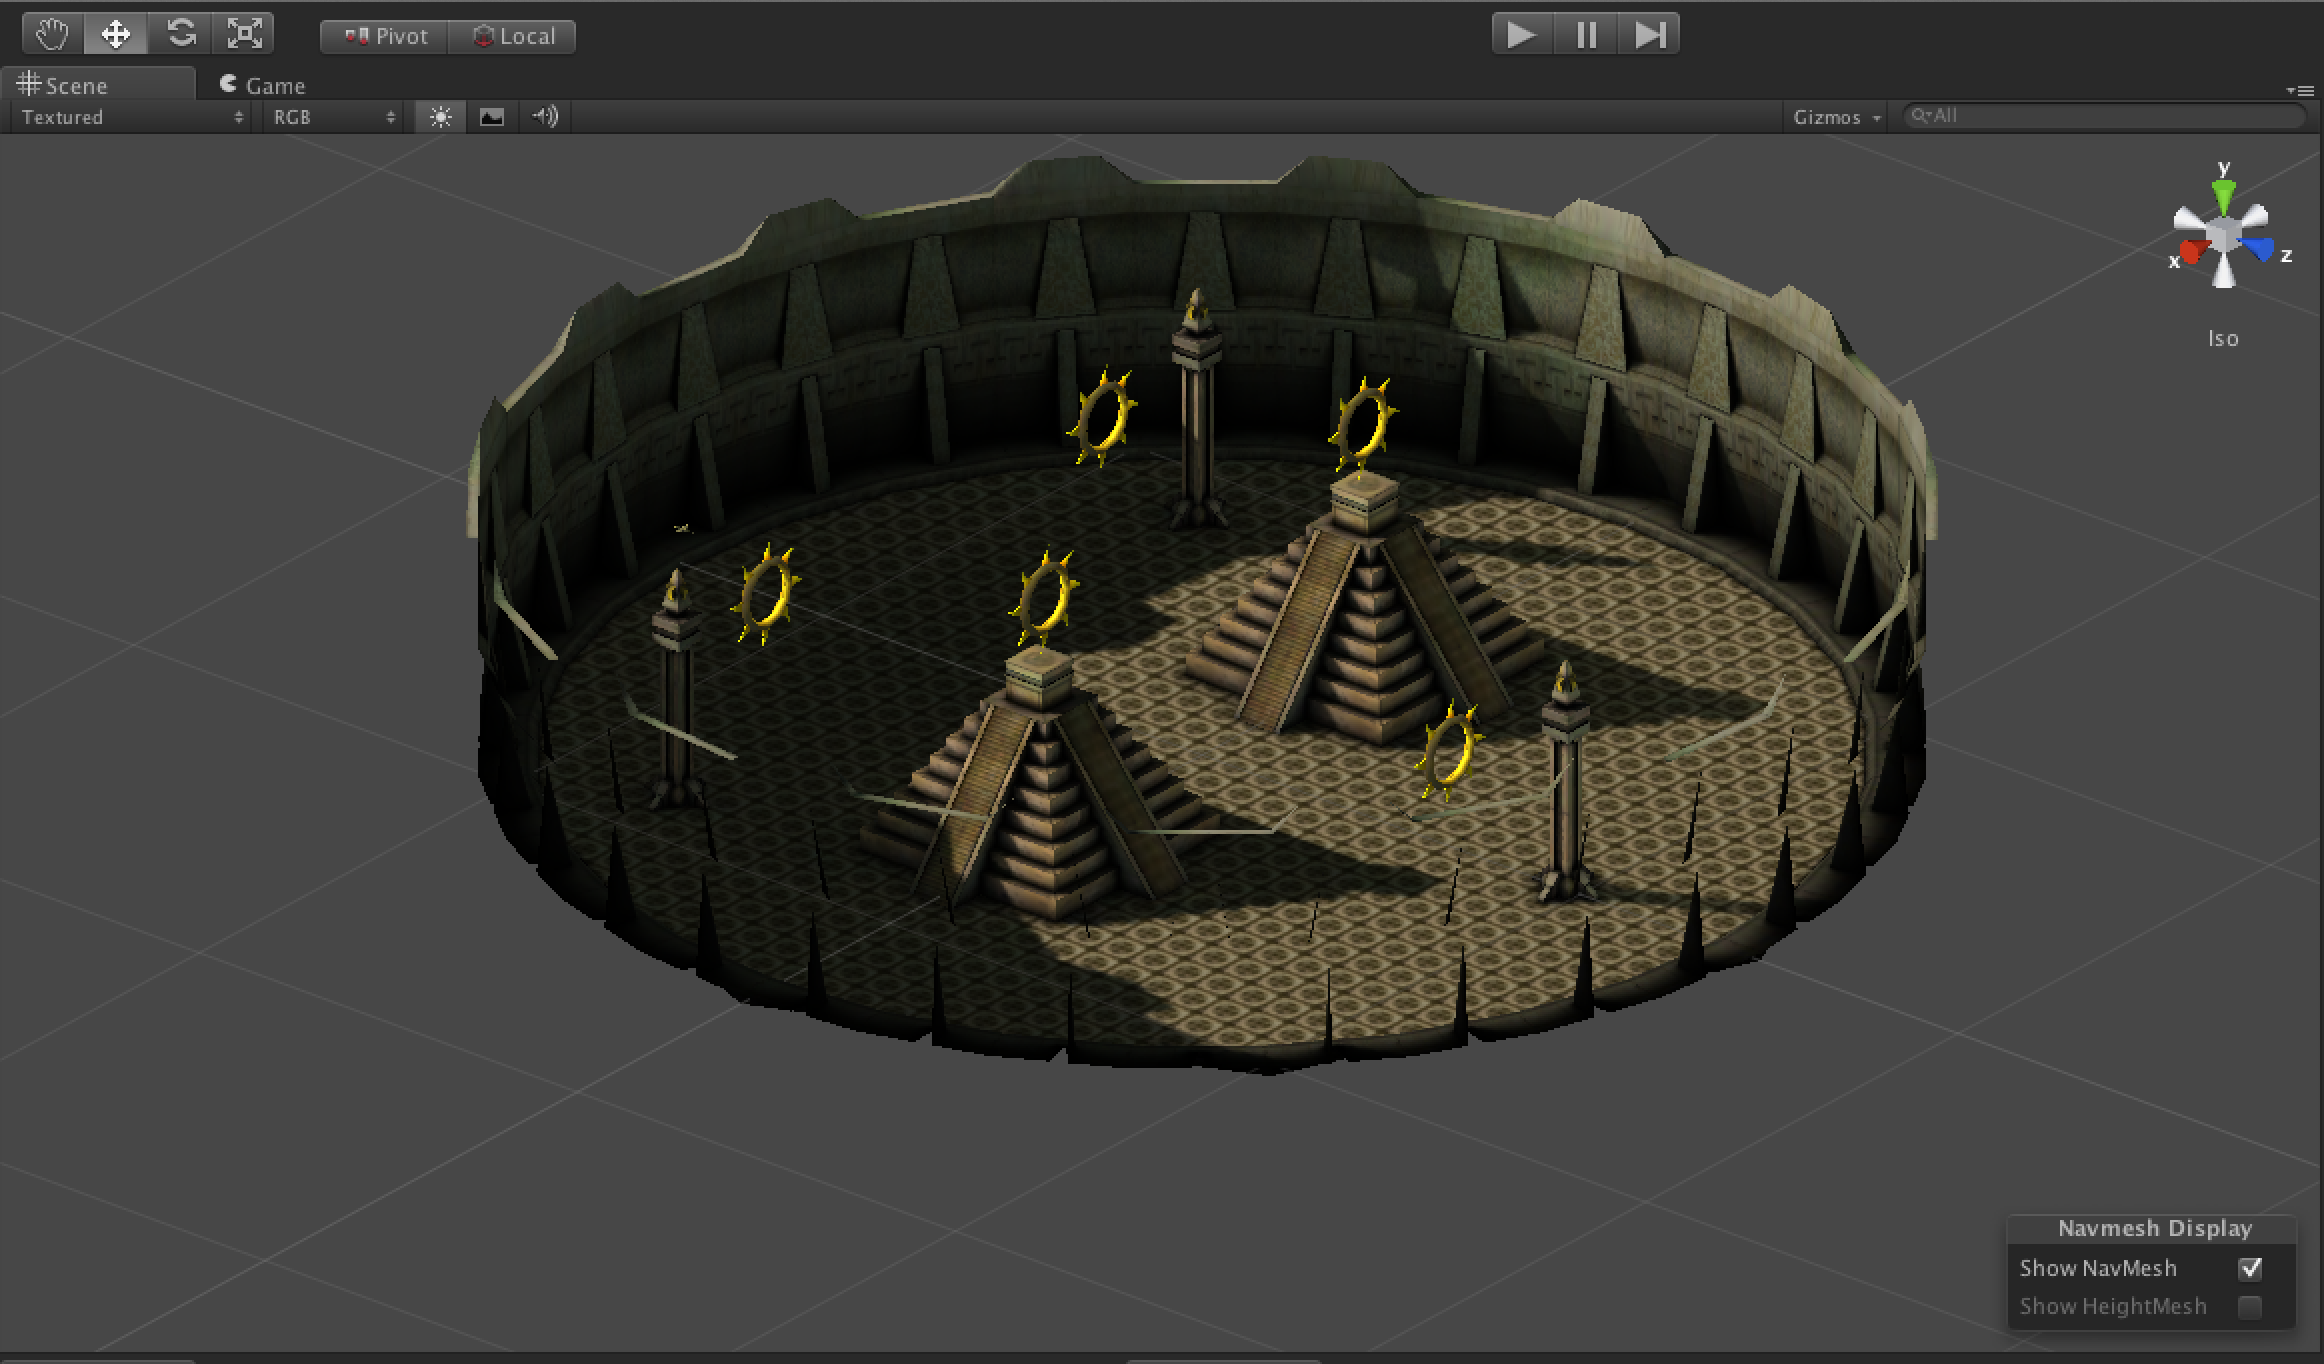 Pivot Local
Scene Game
Textured RGB Gizmos All
y
x z
Iso
Navmesh Display
Show NavMesh
Show HeightMesh